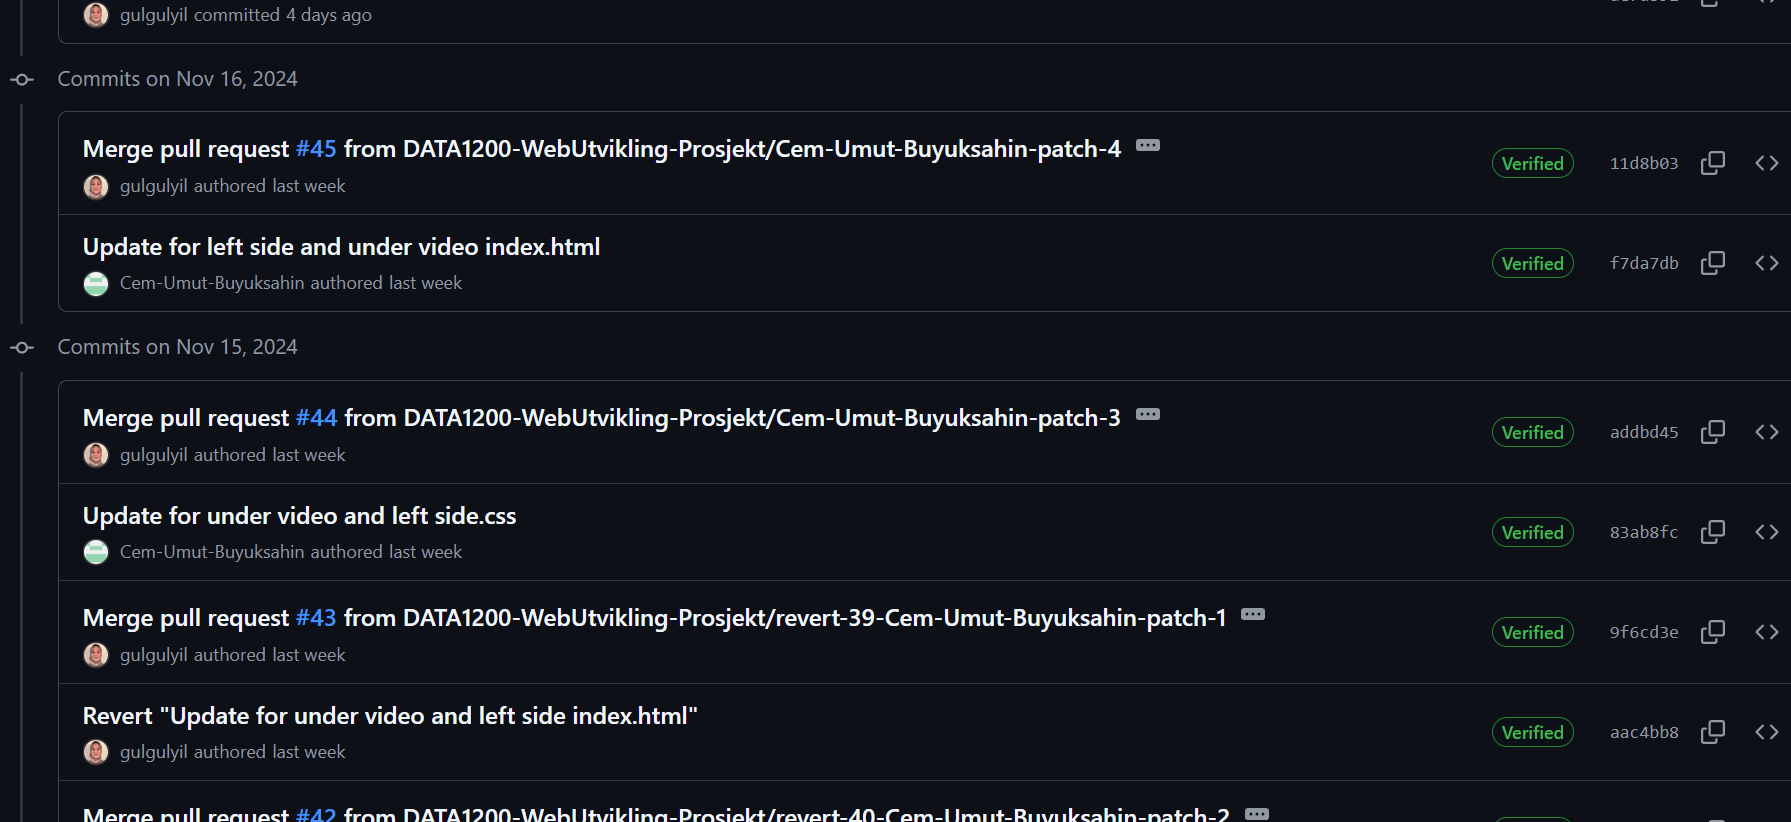 gulgulyil committed 4 days ago
Commits on Nov 16, 2024
Merge pull request #45 from DATA1200-WebUtvikling-Prosjekt/Cem-Umut-Buyuksahin-patch-4
gulgulyil authored last week
Verified
11d8b03
Update for left side and under video index.html
Cem-Umut-Buyuksahin authored last week
Verified
f7da7db
Commits on Nov 15, 2024
Merge pull request #44 from DATA1200-WebUtvikling-Prosjekt/Cem-Umut-Buyuksahin-patch-3
gulgulyil authored last week
Verified
addbd45
Update for under video and left side.css
Cem-Umut-Buyuksahin authored last week
Verified
83ab8fc
Merge pull request #43 from DATA1200-WebUtvikling-Prosjekt/revert-39-Cem-Umut-Buyuksahin-patch-1
gulgulyil authored last week
Verified
9f6cd3e
Revert "Update for under video and left side index.html"
gulgulyil authored last week
Verified
aac4bb8
Merge pull request #42 from DATA1200-WebUtvikling-Prosjekt/revert-40-Cem-Umut-Buyuksahin-patch-2